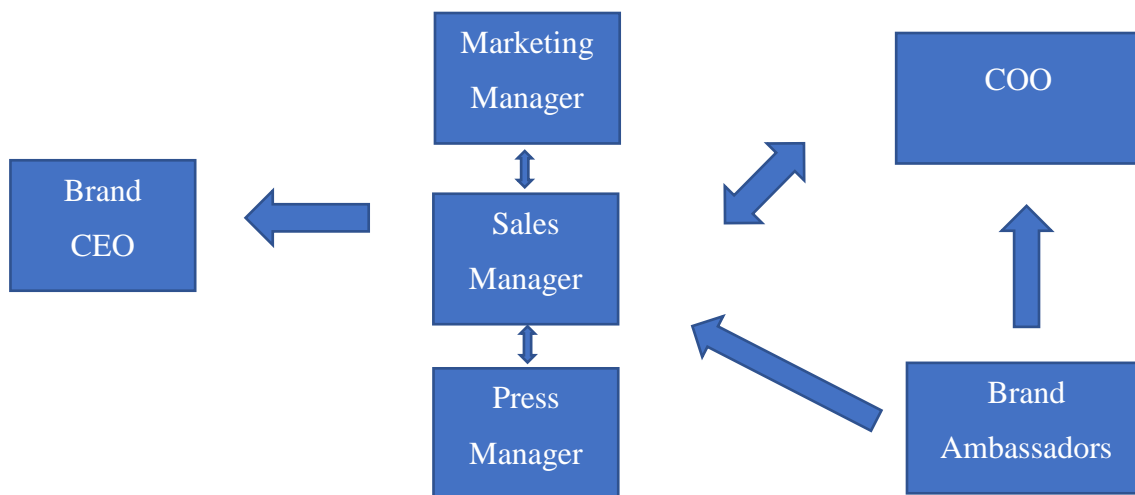 Marketing
Manager
COO
Brand
CEO
Sales
Manager
Press
Manager
Brand
Ambassadors